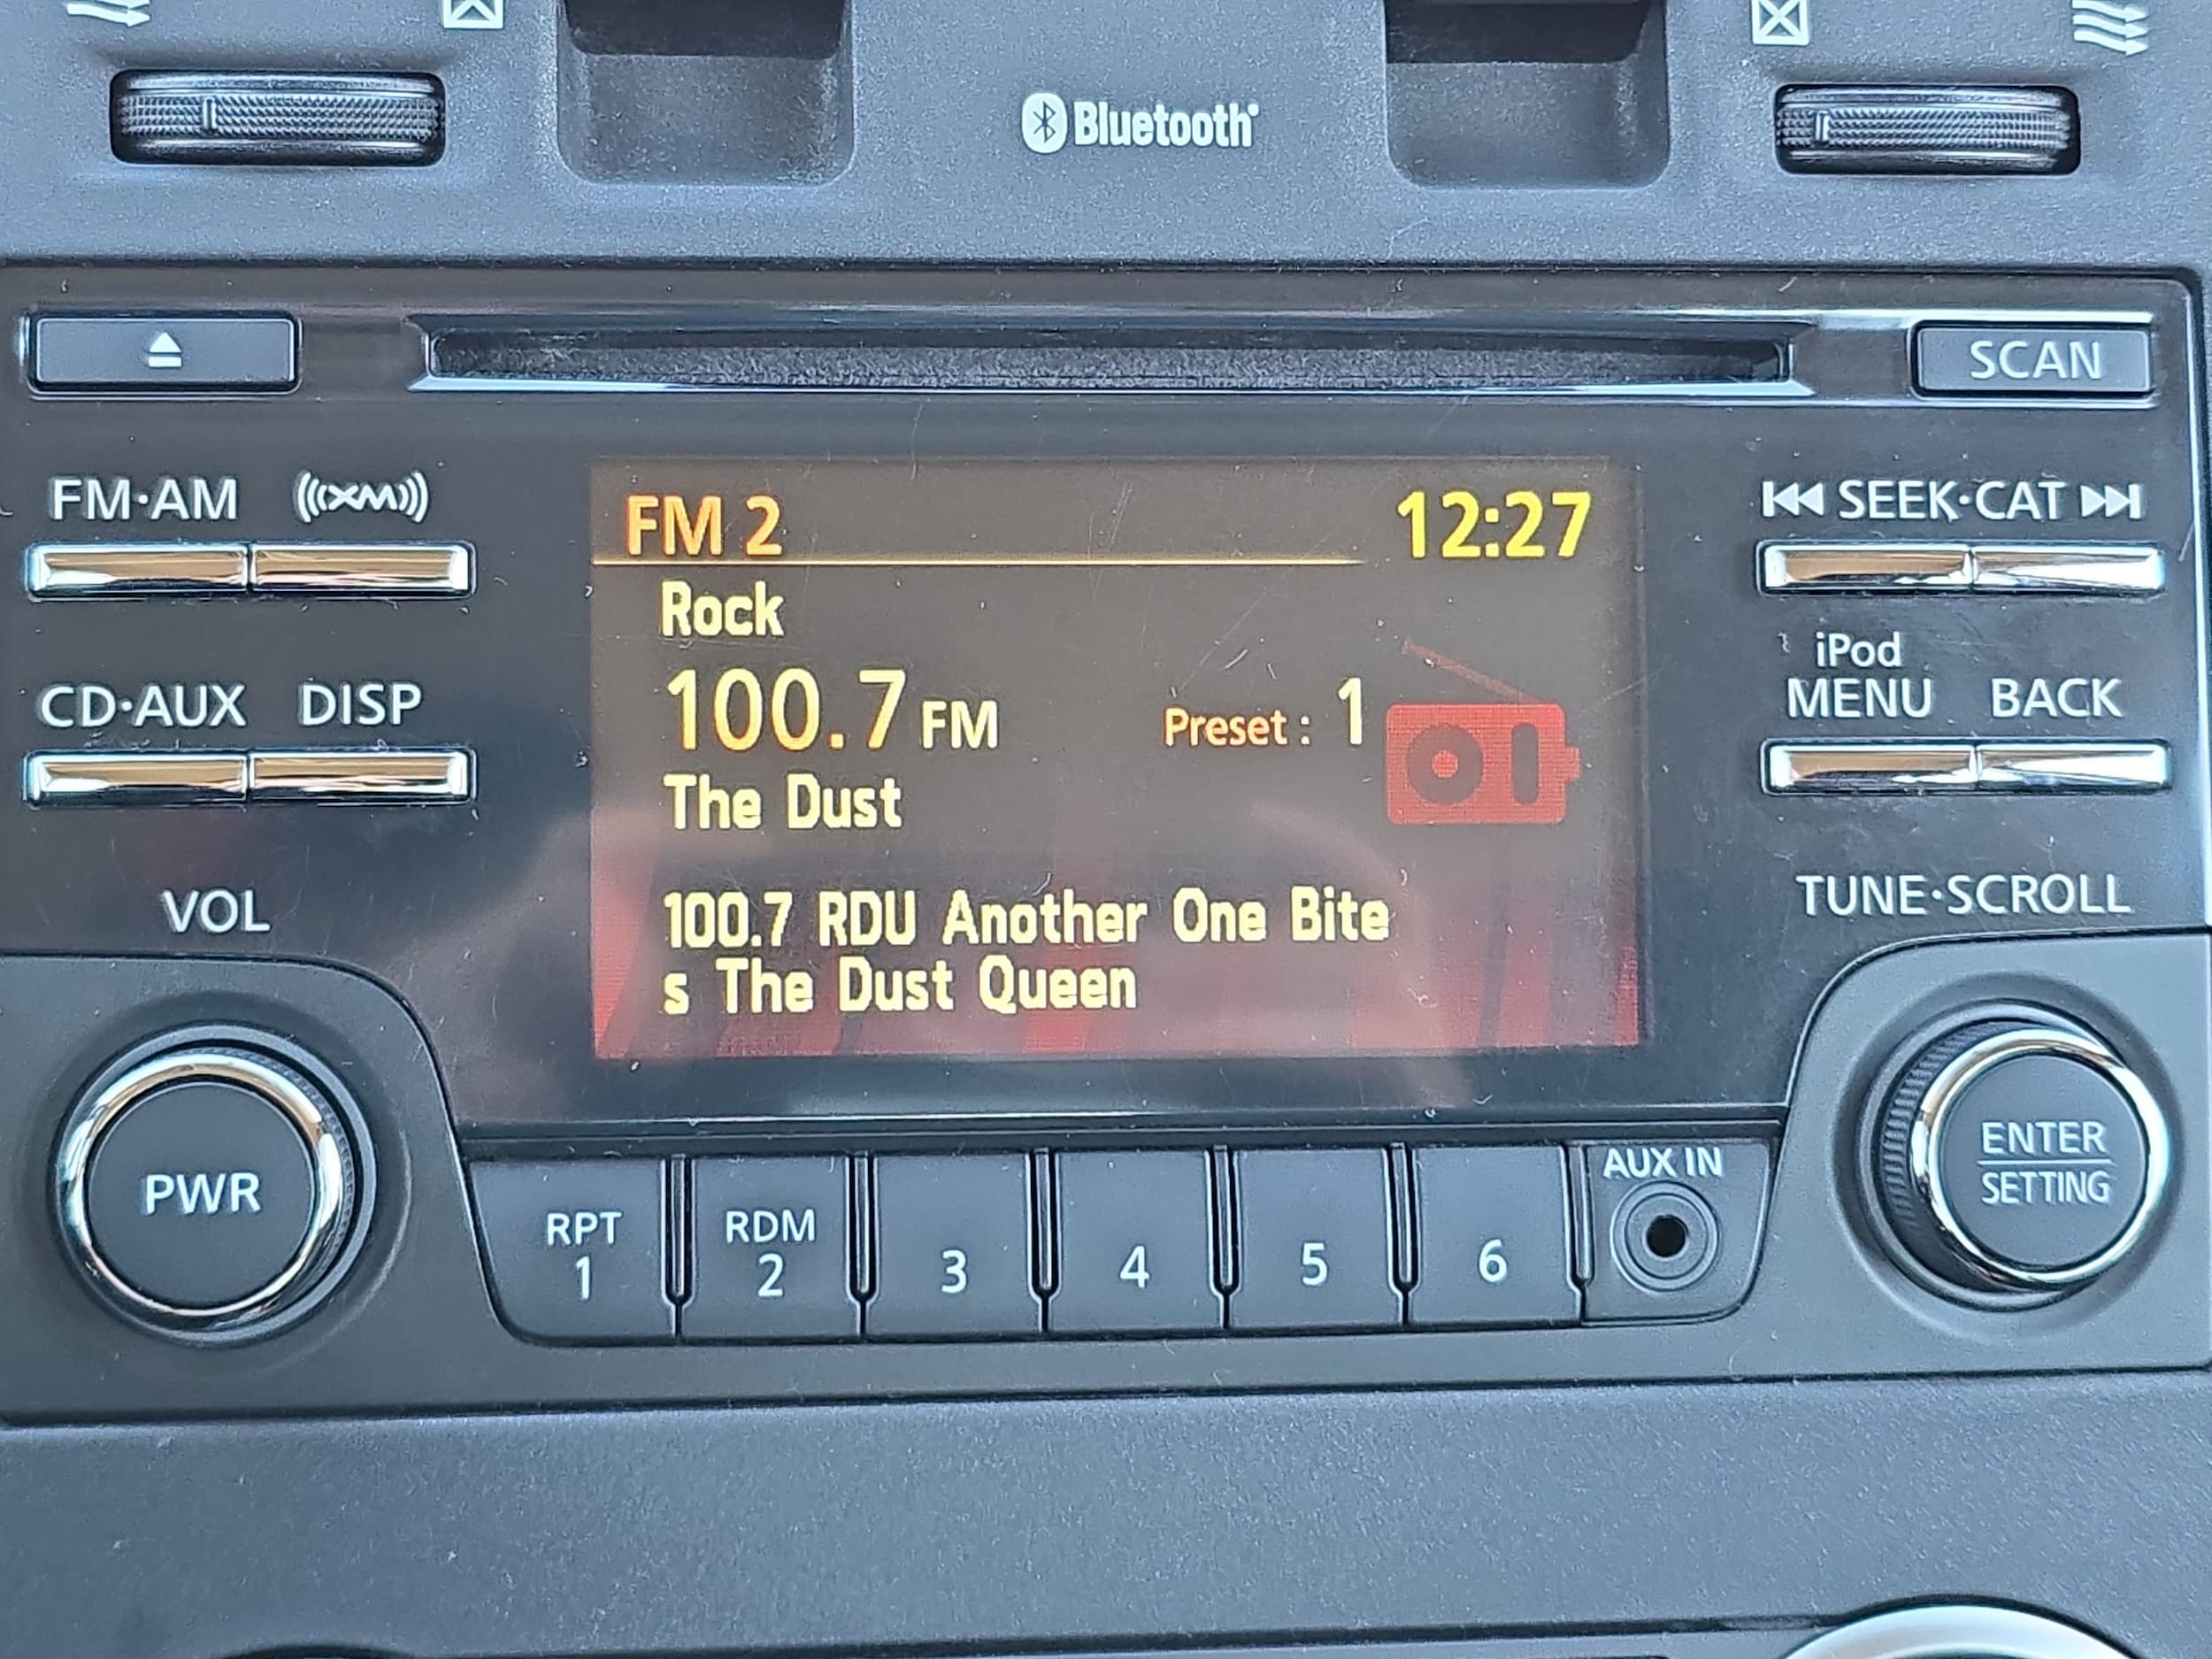 Bluetooth
SCAN
FM·AM
XM
FM 2
12:27
SEEK·CAT
Rock
iPod
MENU
BACK
CD·AUX
DISP
100.7 FM
Preset : 1
The Dust
VOL
100.7 RDU Another One Bite
s The Dust Queen
TUNE·SCROLL
PWR
RPT
1
RDM
2
3
4
5
6
AUX IN
ENTER
SETTING